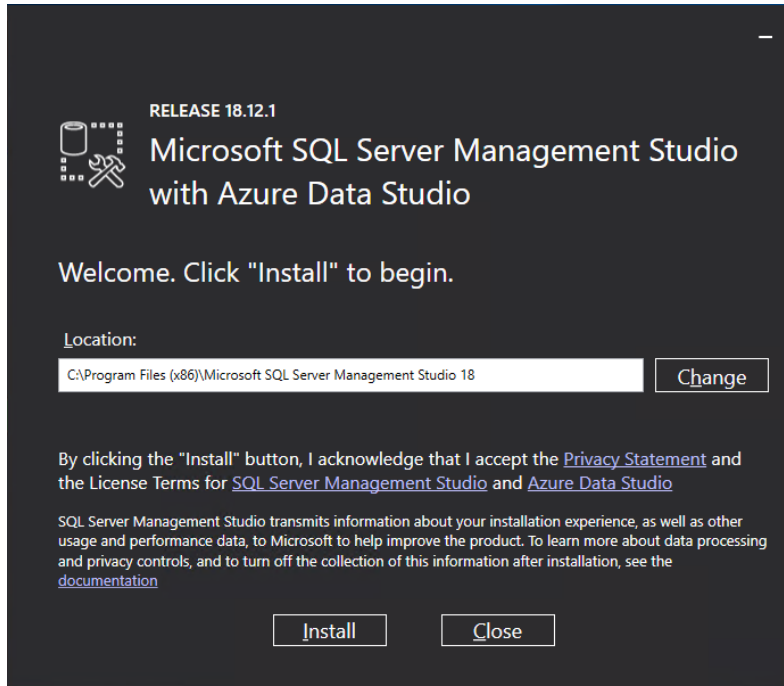 RELEASE 18.12.1
Microsoft SQL Server Management Studio
with Azure Data Studio
Welcome. Click "Install" to begin.
Location:
C:\Program Files (x86)\Microsoft SQL Server Management Studio 18
Change
By clicking the "Install" button, I acknowledge that I accept the Privacy Statement and
the License Terms for SQL Server Management Studio and Azure Data Studio
SQL Server Management Studio transmits information about your installation experience, as well as other
usage and performance data, to Microsoft to help improve the product. To learn more about data processing
and privacy controls, and to turn off the collection of this information after installation, see the
documentation
Install
Close